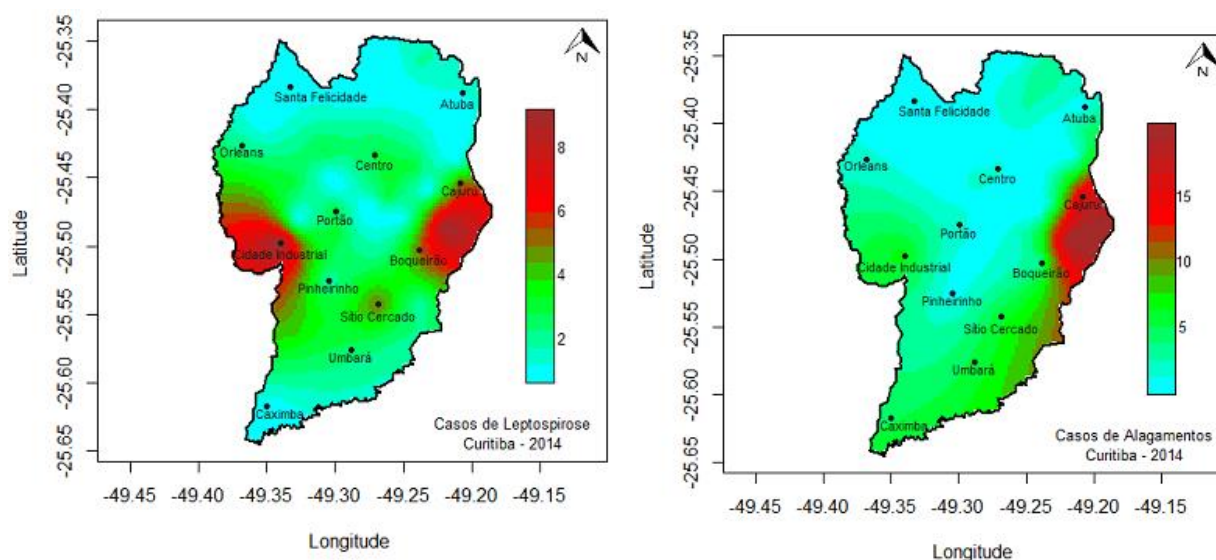 -25.35
-25.40
-25.45
-25.50
-25.55
-25.60
-25.65
Latitude
N
Santa Felicidade
Atuba
Orleans
Centro
Cajuru
Portão
Cidade Industrial
Boqueirão
Pinheirinho
Sítio Cercado
Umbará
Caximba
8
6
4
2
Casos de Leptospirose
Curitiba - 2014
-49.45 -49.40 -49.35 -49.30 -49.25 -49.20 -49.15
Longitude
-25.35
-25.40
-25.45
-25.50
-25.55
-25.60
-25.65
Latitude
N
Santa Felicidade
Atuba
Orleans
Centro
Cajuru
Portão
Cidade Industrial
Boqueirão
Pinheirinho
Sítio Cercado
Umbará
Caximba
15
10
5
Casos de Alagamentos
Curitiba - 2014
-49.45 -49.40 -49.35 -49.30 -49.25 -49.20 -49.15
Longitude